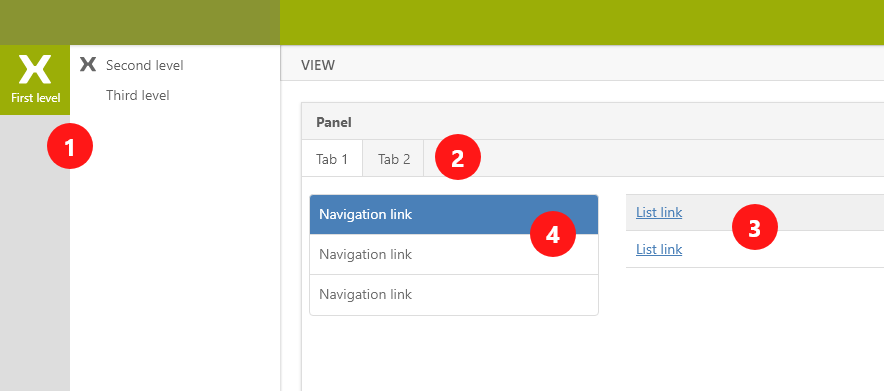 First level
Second level
Third level
1
VIEW
Panel
Tab 1
Tab 2
2
Navigation link
4
Navigation link
Navigation link
List link
3
List link